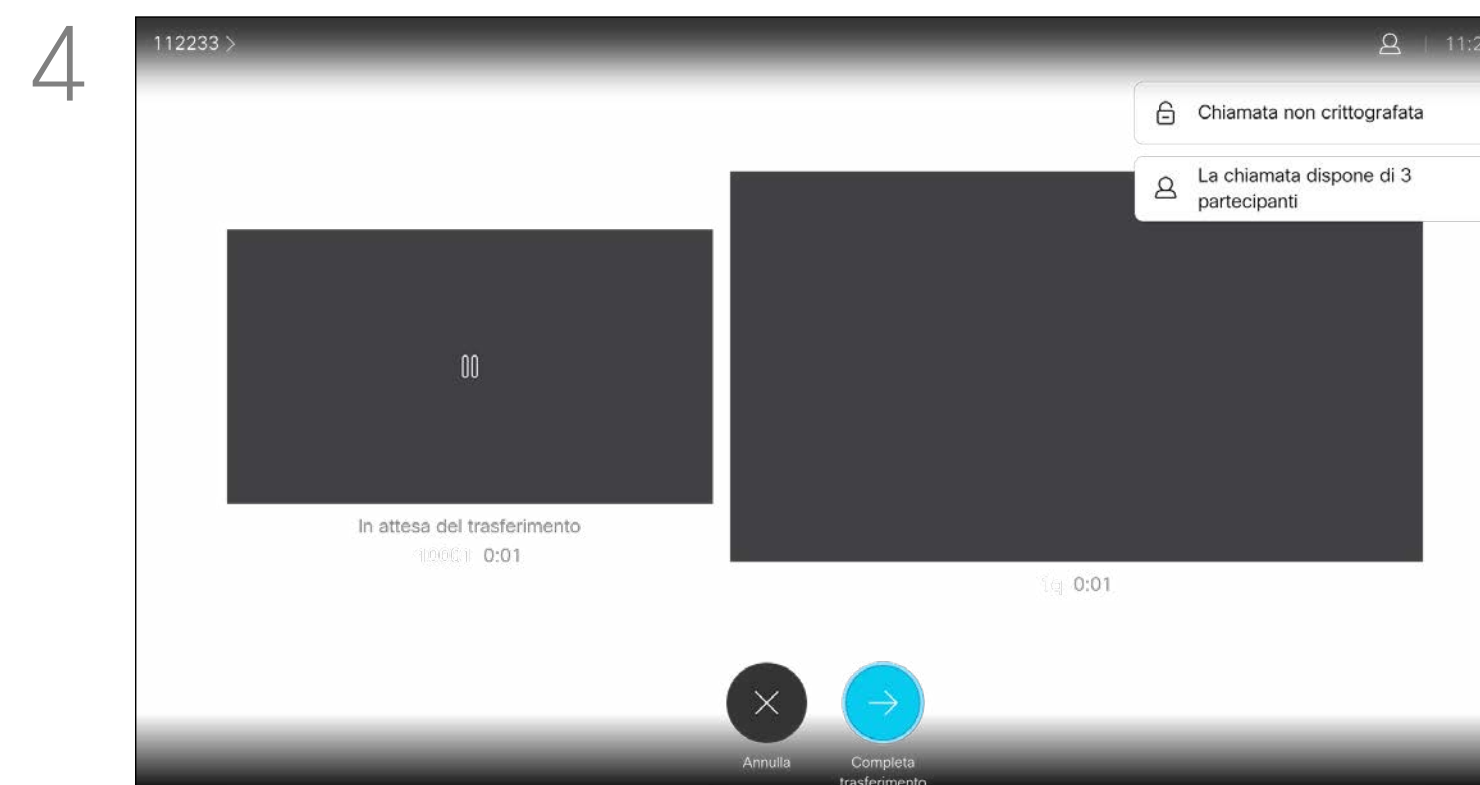 4
112233 >
Chiamata non crittografata
La chiamata dispone di 3
partecipanti
In attesa del trasferimento
0:01
0:01
Annulla
Completa
trasferimento